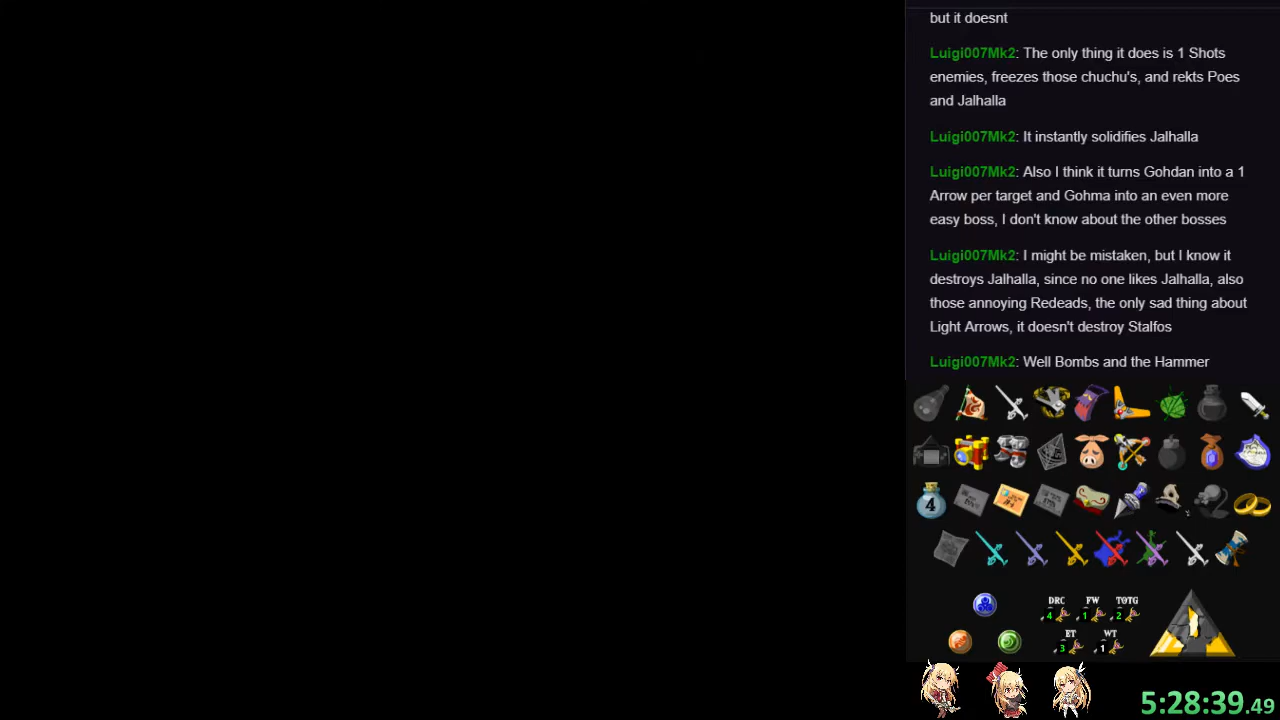 but it doesnt
Luigi007Mk2: The only thing it does is 1 Shots
enemies, freezes those chuchu's, and rekts Poes
and Jalhalla
Luigi007Mk2: It instantly solidifies Jalhalla
Luigi007Mk2: Also I think it turns Gohdan into a 1
Arrow per target and Gohma into an even more
easy boss, I don't know about the other bosses
Luigi007Mk2: I might be mistaken, but I know it
destroys Jalhalla, since no one likes Jalhalla, also
those annoying Redeads, the only sad thing about
Light Arrows, it doesn't destroy Stalfos
Luigi007Mk2: Well Bombs and the Hammer
4
DRC FW TOTG
4 1 2
ET WT
3 1
5:28:39.49